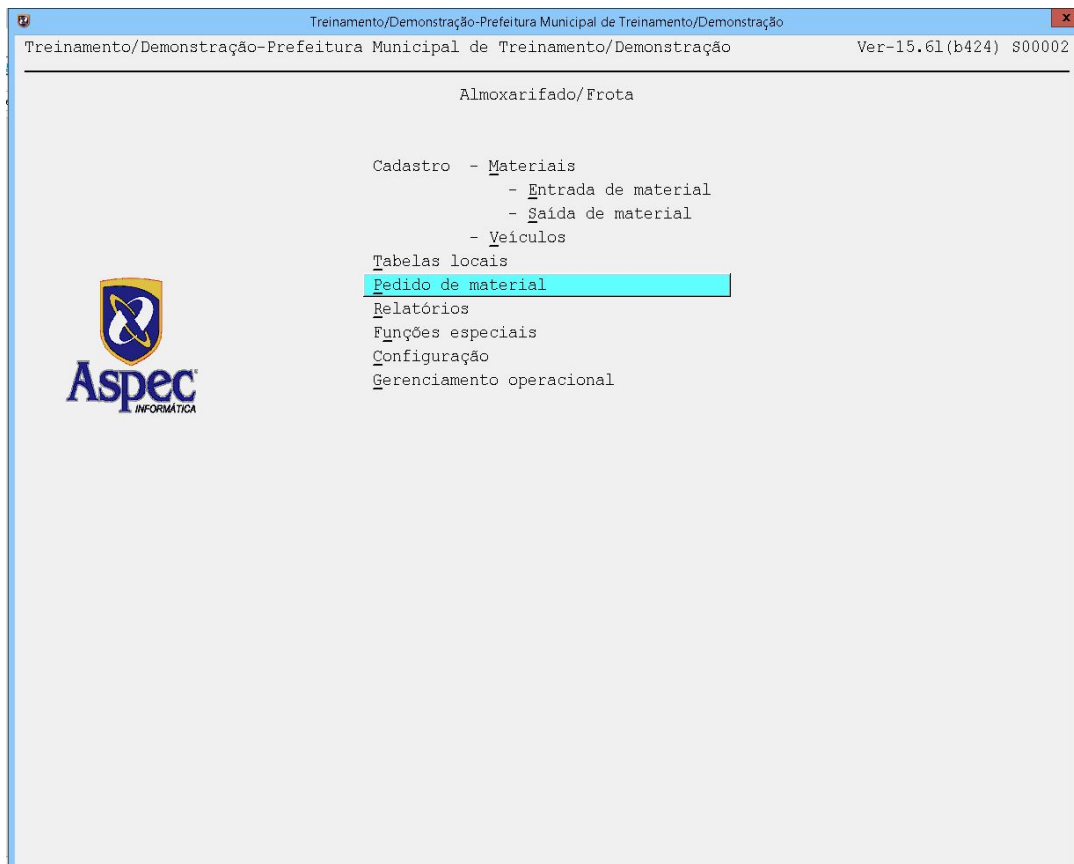 Treinamento/Demonstração-Prefeitura Municipal de Treinamento/Demonstração
x
Treinamento/Demonstração-Prefeitura Municipal de Treinamento/Demonstração Ver-15.6l(b424) S00002
Almoxarifado/Frota
Cadastro - Materiais
- Entrada de material
- Saída de material
- Veículos
Tabelas locais
Pedido de material
Relatórios
Funções especiais
Configuração
Gerenciamento operacional
Aspec
INFORMÁTICA